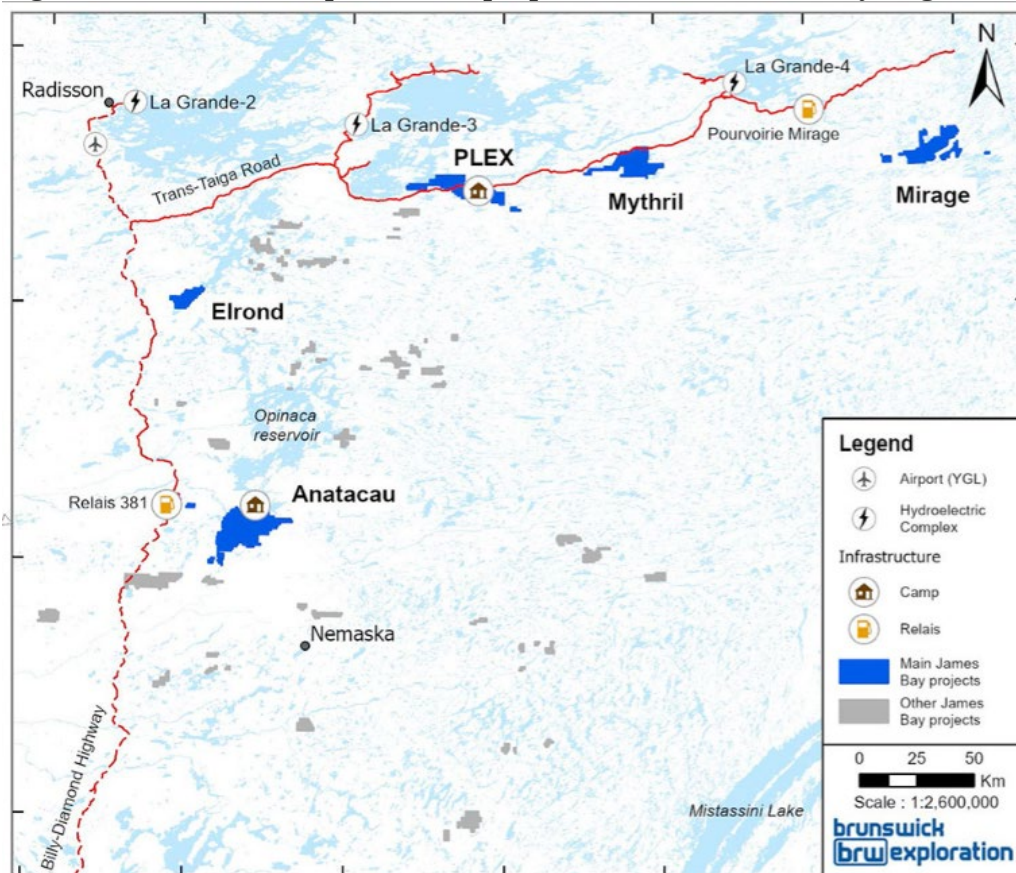 N
La Grande-4
Radisson
La Grande-2
La Grande-3
Pourvoirie Mirage
PLEX
Trans-Taiga Road
Mythril
Mirage
Elrond
Opinaca
reservoir
Relais 381
Anatacau
Nemaska
Billy-Diamond Highway
Mistassini Lake
Legend
Airport (YGL)
Hydroelectric
Complex
Infrastructure
Camp
Relais
Main James
Bay projects
Other James
Bay projects
0 25 50
Km
Scale : 1:2,600,000
brunswick
brw exploration